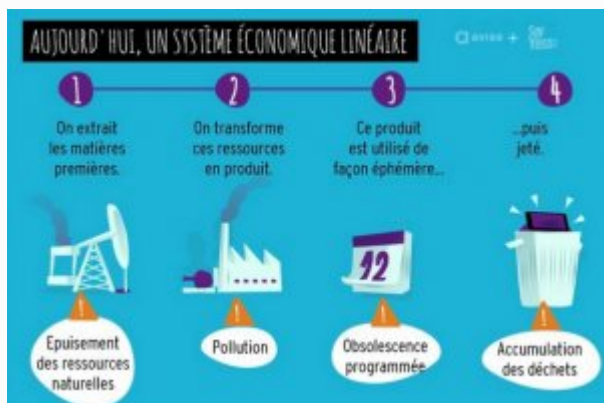 AUJOURD'HUI, UN SYSTÈME ÉCONOMIQUE LINÉAIRE
avise +
1
2
3
4
On extrait
les matières
premières.
On transforme
ces ressources
en produit.
Ce produit
est utilisé de
façon éphémère...
...puis
jeté.
12
!
!
!
!
Epuisement
des ressources
naturelles
Pollution
Obsolescence
programmée
Accumulation
des déchets